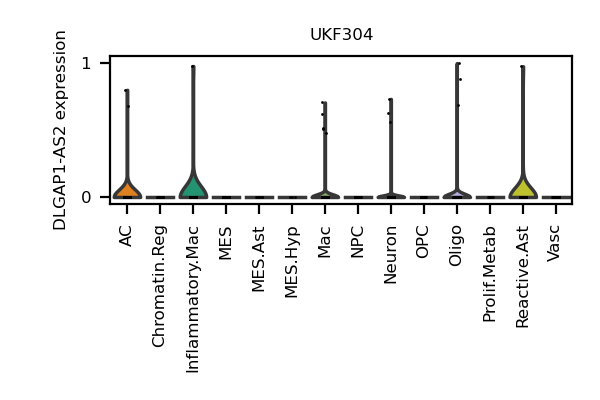 UKF304
DLGAP1-AS2 expression
1
0
AC
Chromatin.Reg
Inflammatory.Mac
MES
MES.Ast
MES.Hyp
Mac
NPC
Neuron
OPC
Oligo
Prolif.Metab
Reactive.Ast
Vasc